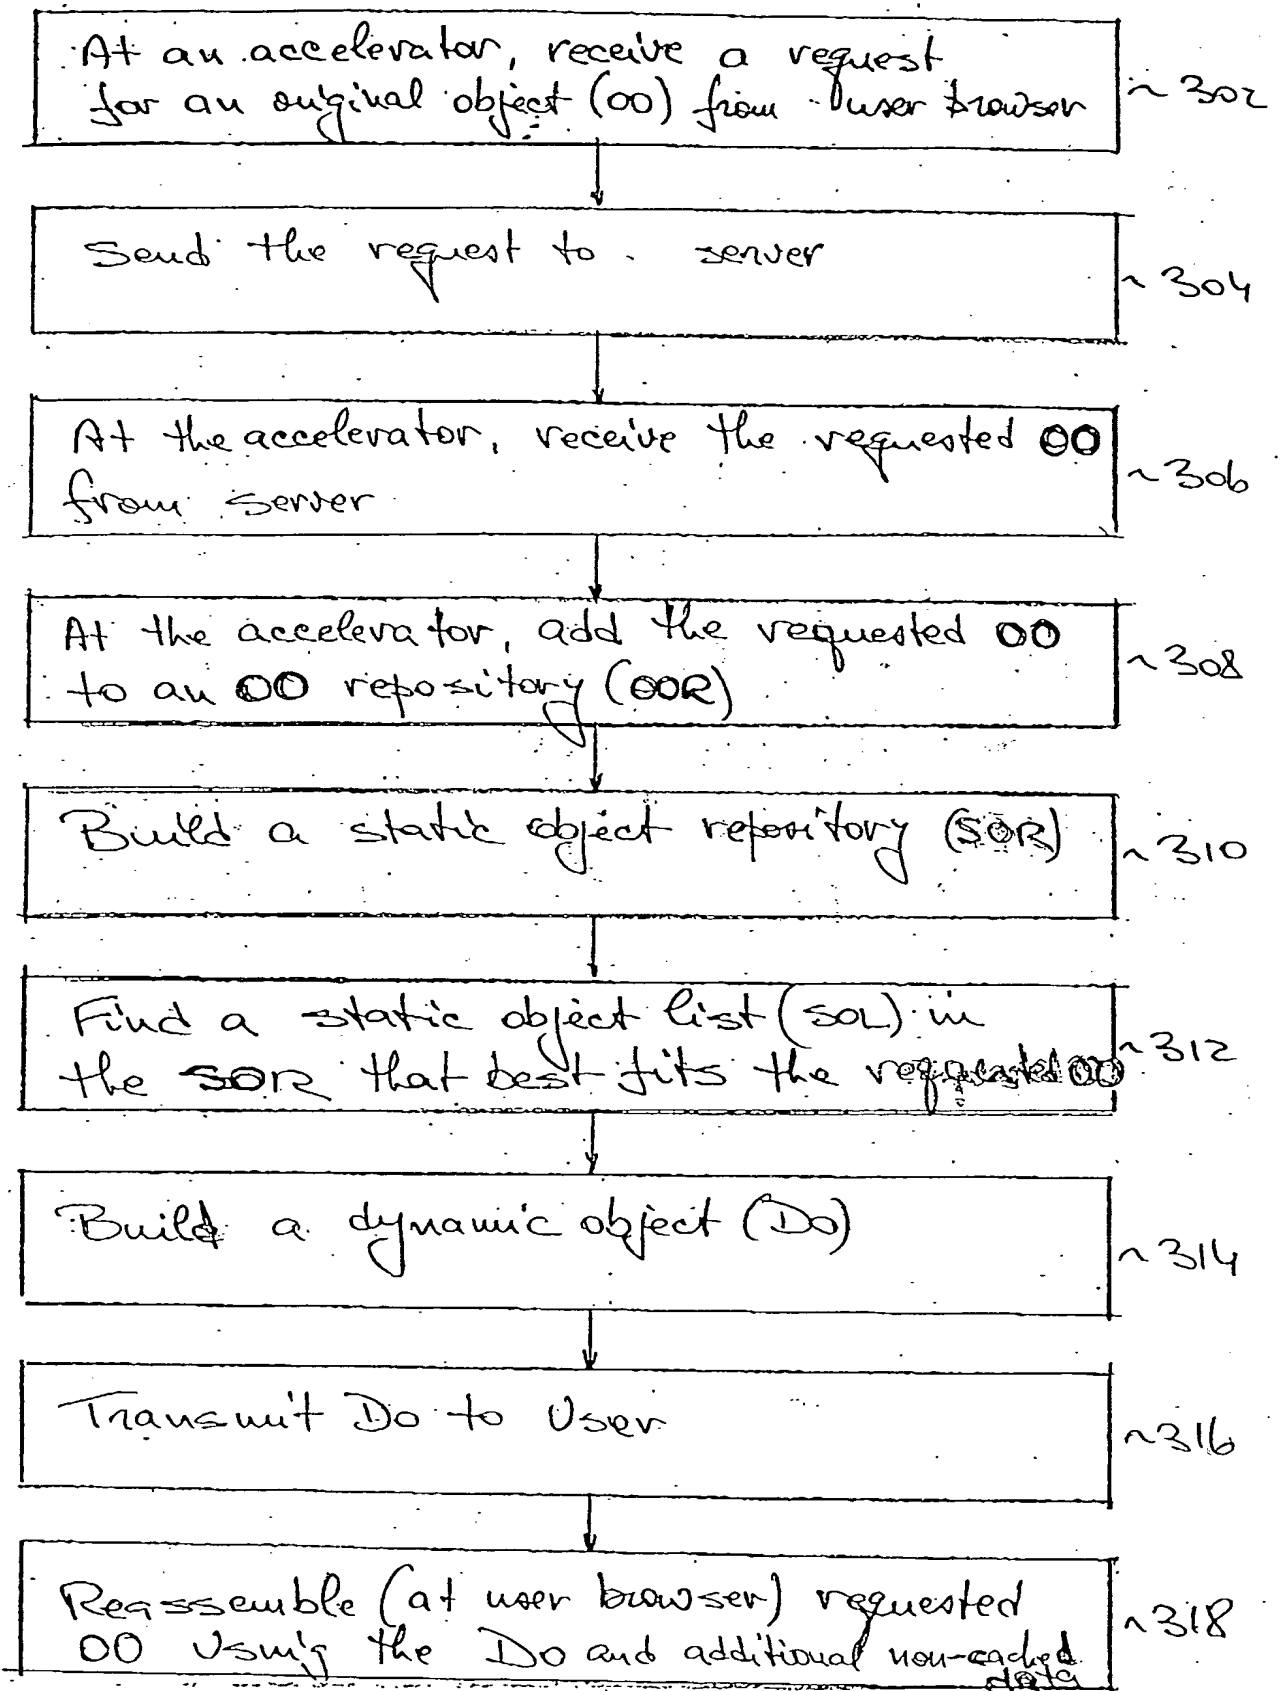 At an accelerator, receive a request
for an original object (OO) from user browser
~ 302
Send the request to server
~ 304
At the accelerator, receive the requested OO
from server
~ 306
At the accelerator, add the requested OO
to an OO repository (OOR)
~ 308
Build a static object repository (SOR)
~ 310
Find a static object list (SOL) in
the SOR that best fits the requested OO
~ 312
Build a dynamic object (DO)
~ 314
Transmit DO to User
~ 316
Reassemble (at user browser) requested
OO Using the DO and additional non-cached
data
~ 318